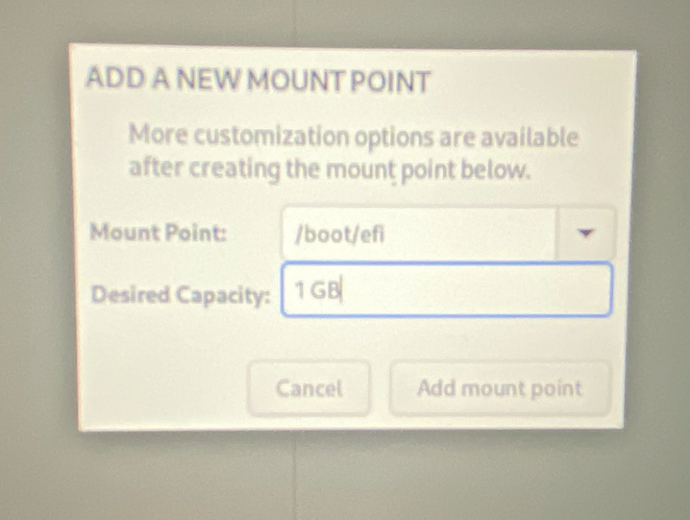 ADD A NEW MOUNT POINT
More customization options are available
after creating the mount point below.
Mount Point: /boot/efi
Desired Capacity: 1 GB
Cancel Add mount point